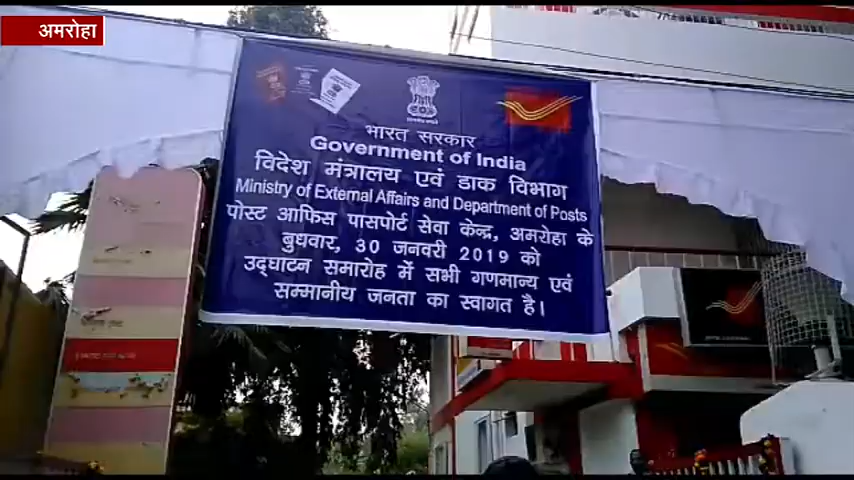 अमरोहा
भारत सरकार
Government of India
विदेश मंत्रालय एवं डाक विभाग
Ministry of External Affairs and Department of Posts
पोस्ट ऑफिस पासपोर्ट सेवा केन्द्र, अमरोहा के
बुधवार, 30 जनवरी 2019 को
उद्घाटन समारोह में सभी गणमान्य एवं
सम्मानीय जनता का स्वागत है।